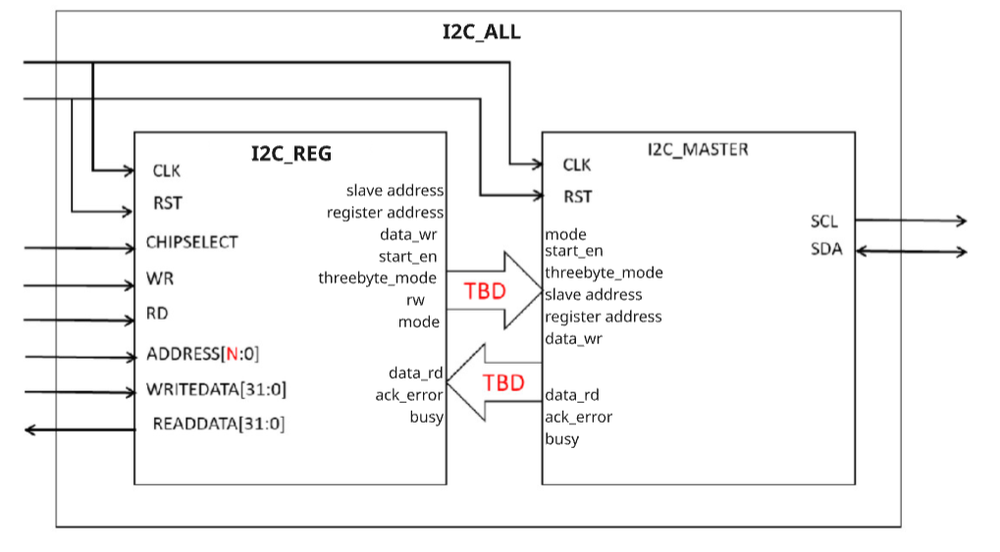 I2C_ALL
I2C_REG
CLK
RST
CHIPSELECT
WR
RD
ADDRESS[N:0]
WRITEDATA[31:0]
READDATA[31:0]
slave address
register address
data_wr
start_en
threebyte_mode
rw
mode
data_rd
ack_error
busy
TBD
TBD
I2C_MASTER
CLK
RST
mode
start_en
threebyte_mode
slave address
register address
data_wr
data_rd
ack_error
busy
SCL
SDA